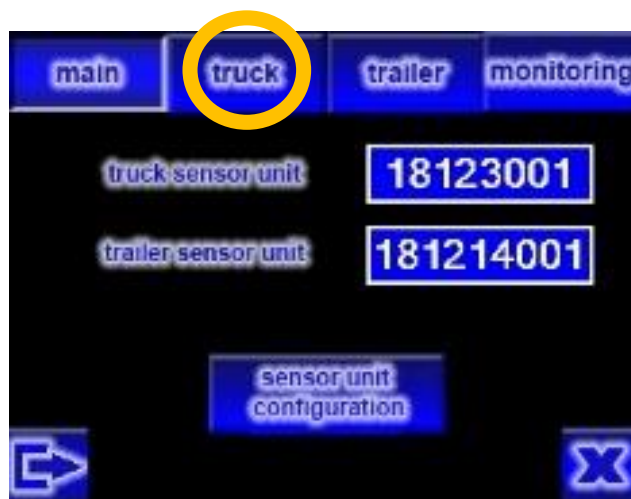 main truck trailer monitoring
truck sensor unit 18123001
trailer sensor unit 181214001
sensor unit
configuration
X